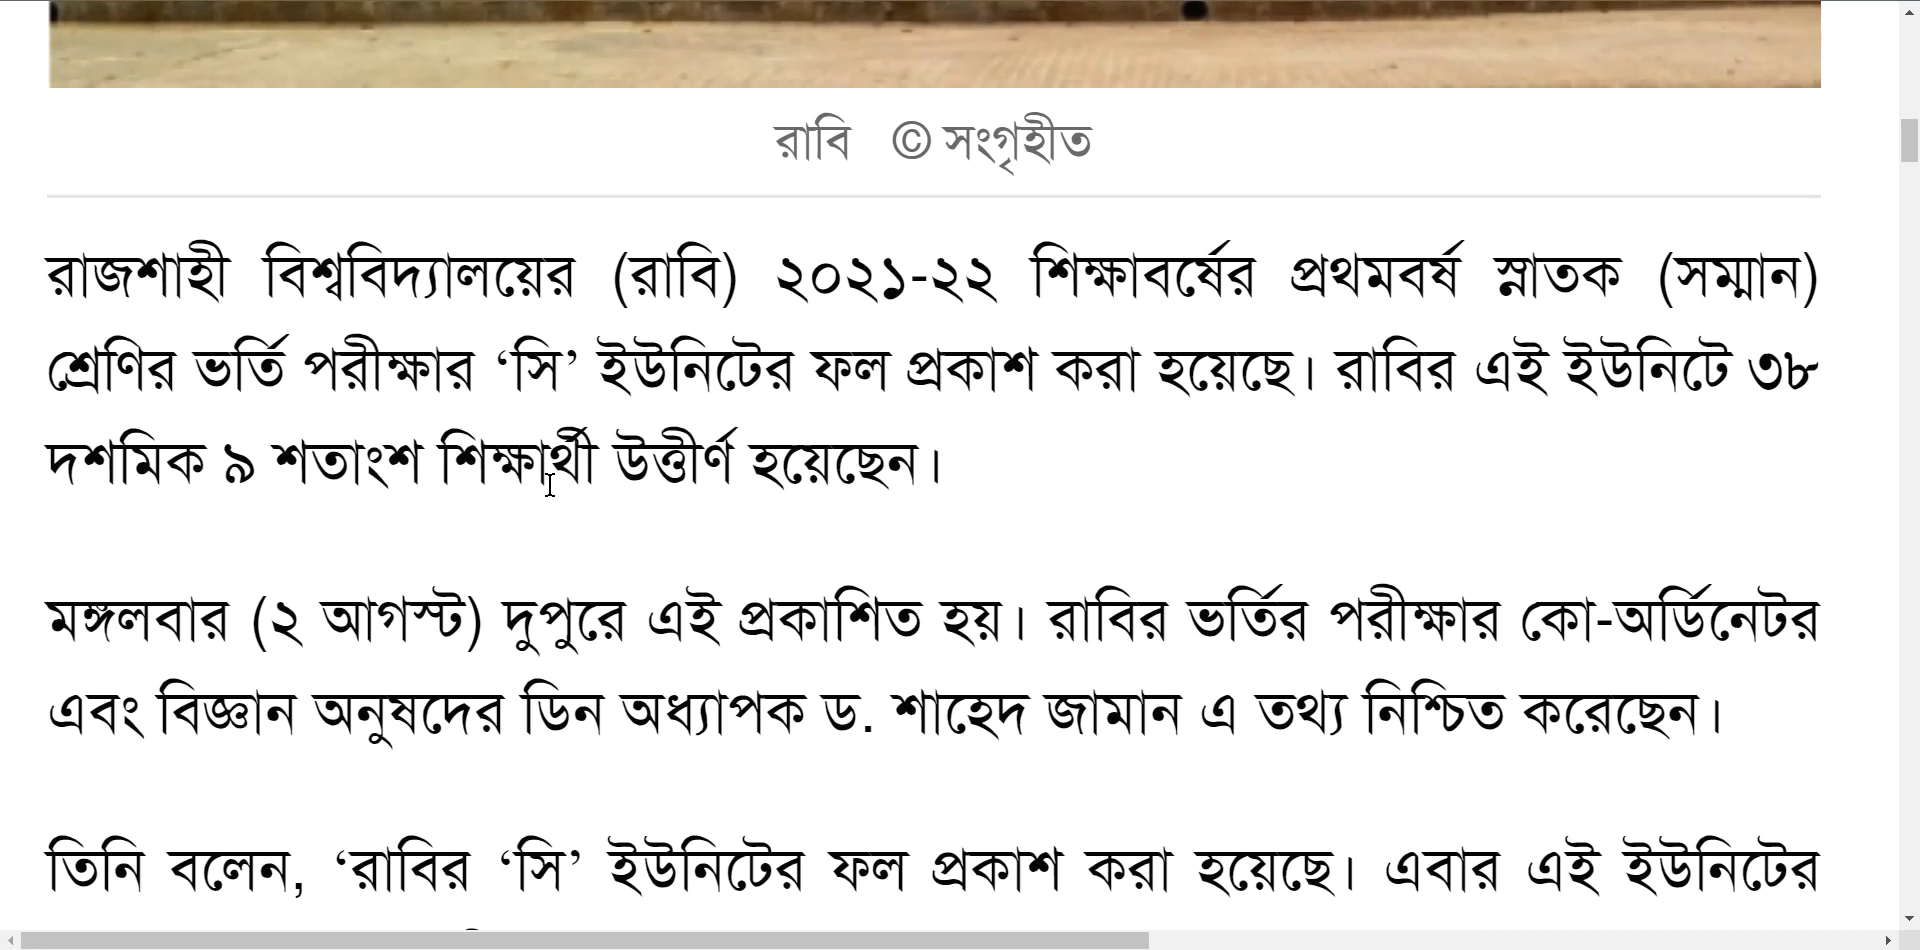 রাবি © সংগৃহীত
রাজশাহী বিশ্ববিদ্যালয়ের (রাবি) ২০২১-২২ শিক্ষাবর্ষের প্রথমবর্ষ স্নাতক (সম্মান)
শ্রেণির ভর্তি পরীক্ষার ‘সি’ ইউনিটের ফল প্রকাশ করা হয়েছে। রাবির এই ইউনিটে ৩৮
দশমিক ৯ শতাংশ শিক্ষার্থী উত্তীর্ণ হয়েছেন।
মঙ্গলবার (২ আগস্ট) দুপুরে এই প্রকাশিত হয়। রাবির ভর্তির পরীক্ষার কো-অর্ডিনেটর
এবং বিজ্ঞান অনুষদের ডিন অধ্যাপক ড. শাহেদ জামান এ তথ্য নিশ্চিত করেছেন।
তিনি বলেন, ‘রাবির ‘সি’ ইউনিটের ফল প্রকাশ করা হয়েছে। এবার এই ইউনিটের